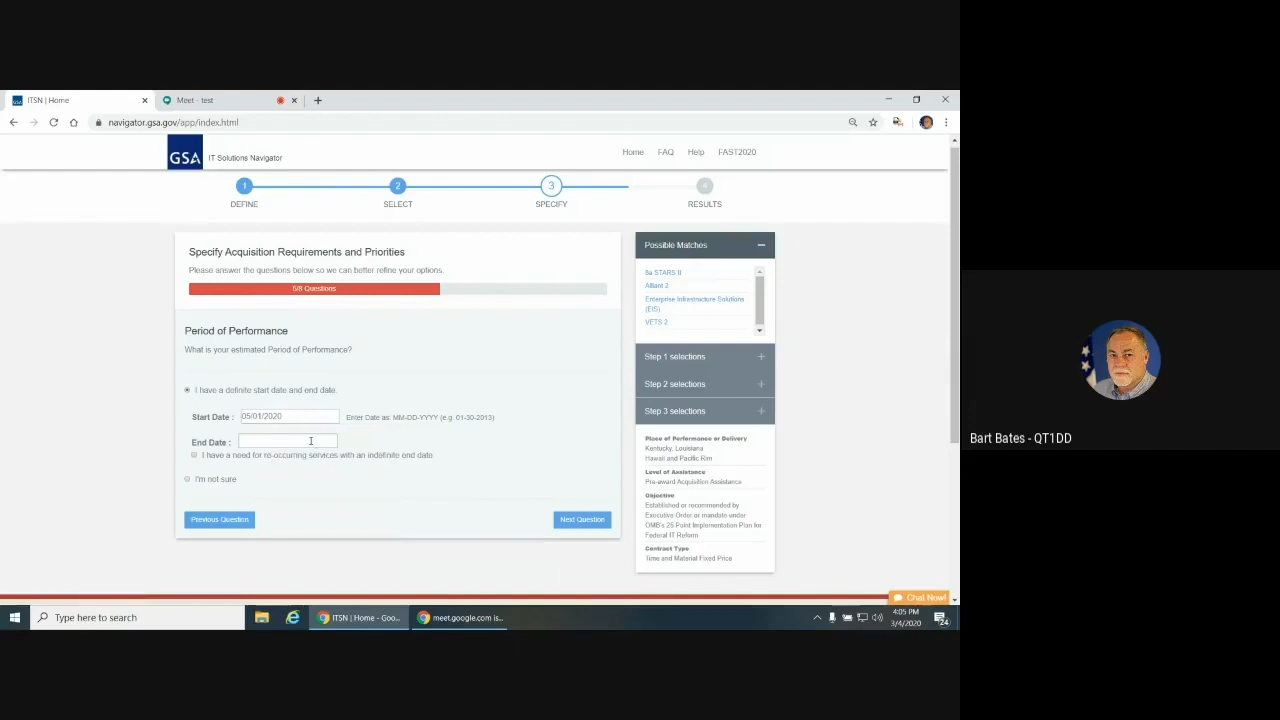 ITSN | Home
Meet - test
navigator.gsa.gov/app/index.html
GSA
IT Solutions Navigator
Home
FAQ
Help
FAST2020
1
2
3
4
DEFINE
SELECT
SPECIFY
RESULTS
Specify Acquisition Requirements and Priorities
Please answer the questions below so we can better refine your options.
5/8 Questions
Period of Performance
What is your estimated Period of Performance?
I have a definite start date and end date.
Start Date : 05/01/2020 Enter Date as: MM-DD-YYYY (e.g. 01-30-2013)
End Date :
I have a need for re-occurring services with an indefinite end date.
I'm not sure
Previous Question
Next Question
Possible Matches
8a STARS II
Alliant 2
Enterprise Infrastructure Solutions
(EIS)
VETS 2
Step 1 selections
Step 2 selections
Step 3 selections
Place of Performance or Delivery
Kentucky, Louisiana
Hawaii and Pacific Rim
Level of Assistance
Pre-award Acquisition Assistance
Objective
Established or recommended by
Executive Order or mandate under
OMB's 25 Point Implementation Plan for
Federal IT Reform
Contract Type
Time and Material Fixed Price
Chat Now!
Type here to search
ITSN | Home - Goo...
meet.google.com is...
4:05 PM
3/4/2020
24
Bart Bates - QT1DD